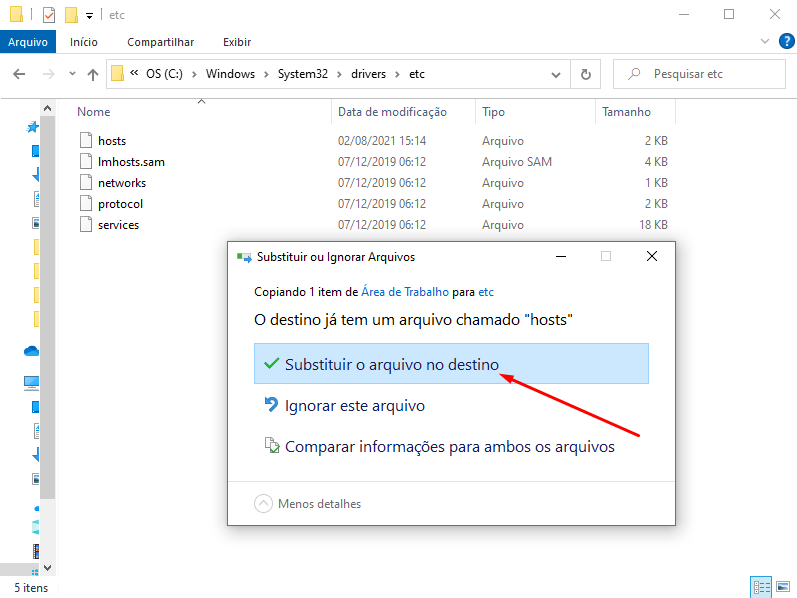 etc
Arquivo Início Compartilhar Exibir
« OS (C:) › Windows › System32 › drivers › etc Pesquisar etc
Nome Data de modificação Tipo Tamanho
hosts 02/08/2021 15:14 Arquivo 2 KB
lmhosts.sam 07/12/2019 06:12 Arquivo SAM 4 KB
networks 07/12/2019 06:12 Arquivo 1 KB
protocol 07/12/2019 06:12 Arquivo 2 KB
services 07/12/2019 06:12 Arquivo 18 KB
Substituir ou Ignorar Arquivos
Copiando 1 item de Área de Trabalho para etc
O destino já tem um arquivo chamado "hosts"
Substituir o arquivo no destino
Ignorar este arquivo
Comparar informações para ambos os arquivos
Menos detalhes
5 itens